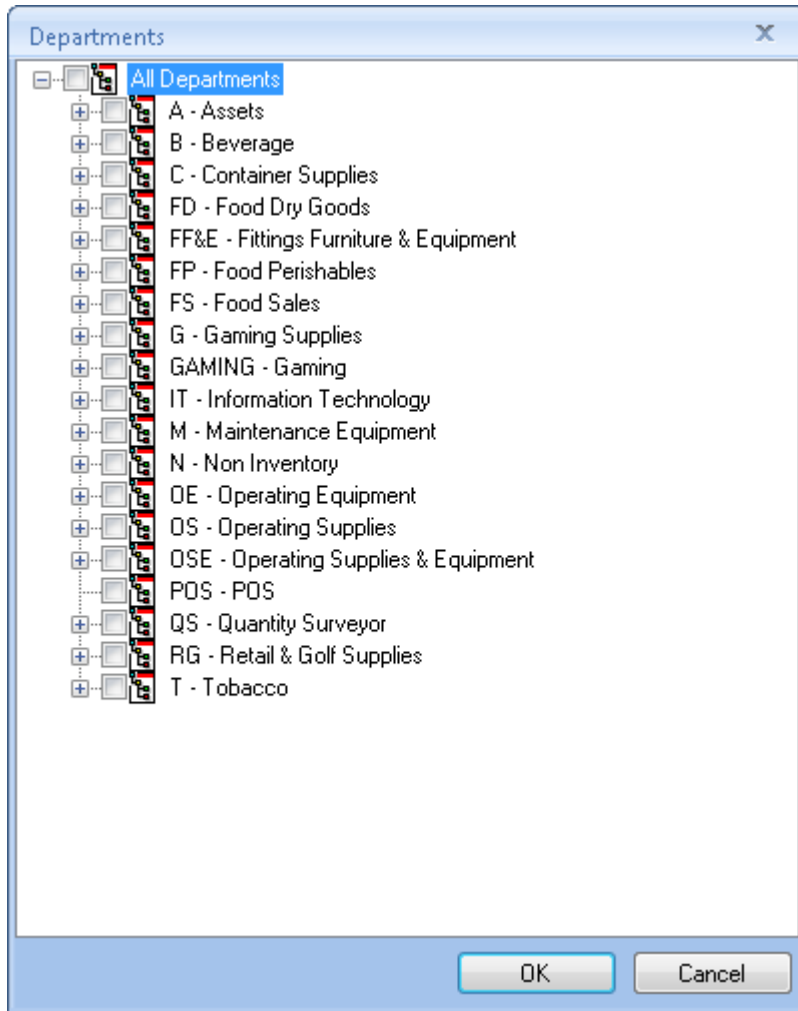 Departments
All Departments
A - Assets
B - Beverage
C - Container Supplies
FD - Food Dry Goods
FF&E - Fittings Furniture & Equipment
FP - Food Perishables
FS - Food Sales
G - Gaming Supplies
GAMING - Gaming
IT - Information Technology
M - Maintenance Equipment
N - Non Inventory
OE - Operating Equipment
OS - Operating Supplies
OSE - Operating Supplies & Equipment
POS - POS
QS - Quantity Surveyor
RG - Retail & Golf Supplies
T - Tobacco
OK Cancel